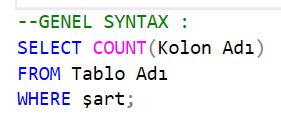 --GENEL SYNTAX :
SELECT COUNT(Kolon Adı)
FROM Tablo Adı
WHERE şart;